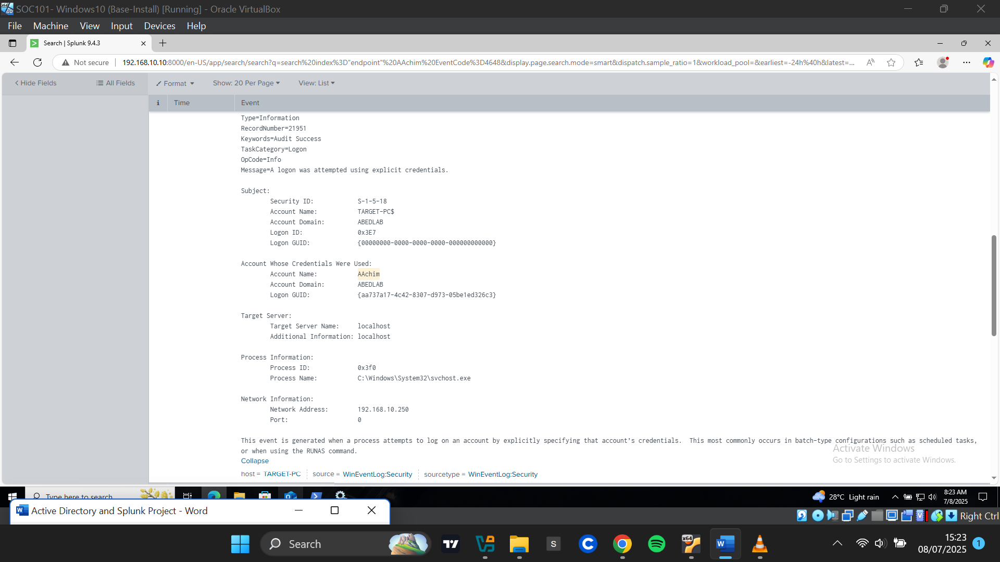 SOC101- Windows10 (Base-Install) [Running] - Oracle VirtualBox
File Machine View Input Devices Help
Search | Splunk 9.4.3
Not secure 192.168.10.10:8000/en-US/app/search/search?q=search%20index%3D"endpoint"%20AAchim%20EventCode%3D4648&display.page.search.mode=smart&dispatch.sample_ratio=1&workload_pool=&earliest=-24h%40h&latest=...
Hide Fields All Fields Format Show: 20 Per Page View: List
i Time Event
Type=Information
RecordNumber=21951
Keywords=Audit Success
TaskCategory=Logon
OpCode=Info
Message=A logon was attempted using explicit credentials.
Subject:
Security ID: S-1-5-18
Account Name: TARGET-PC$
Account Domain: ABEDLAB
Logon ID: 0x3E7
Logon GUID: {00000000-0000-0000-0000-000000000000}
Account Whose Credentials Were Used:
Account Name: AAchim
Account Domain: ABEDLAB
Logon GUID: {aa737a17-4c42-8307-d973-05be1ed326c3}
Target Server:
Target Server Name: localhost
Additional Information: localhost
Process Information:
Process ID: 0x3f0
Process Name: C:\Windows\System32\svchost.exe
Network Information:
Network Address: 192.168.10.250
Port: 0
This event is generated when a process attempts to log on an account by explicitly specifying that account's credentials. This most commonly occurs in batch-type configurations such as scheduled tasks,
or when using the RUNAS command.
Activate Windows
Go to Settings to activate Windows.
Collapse
host = TARGET-PC source = WinEventLog:Security sourcetype = WinEventLog:Security
Type here to search
28°C Light rain 8:23 AM
7/8/2025
Active Directory and Splunk Project - Word
Right Ctrl
Search
15:23
08/07/2025
1